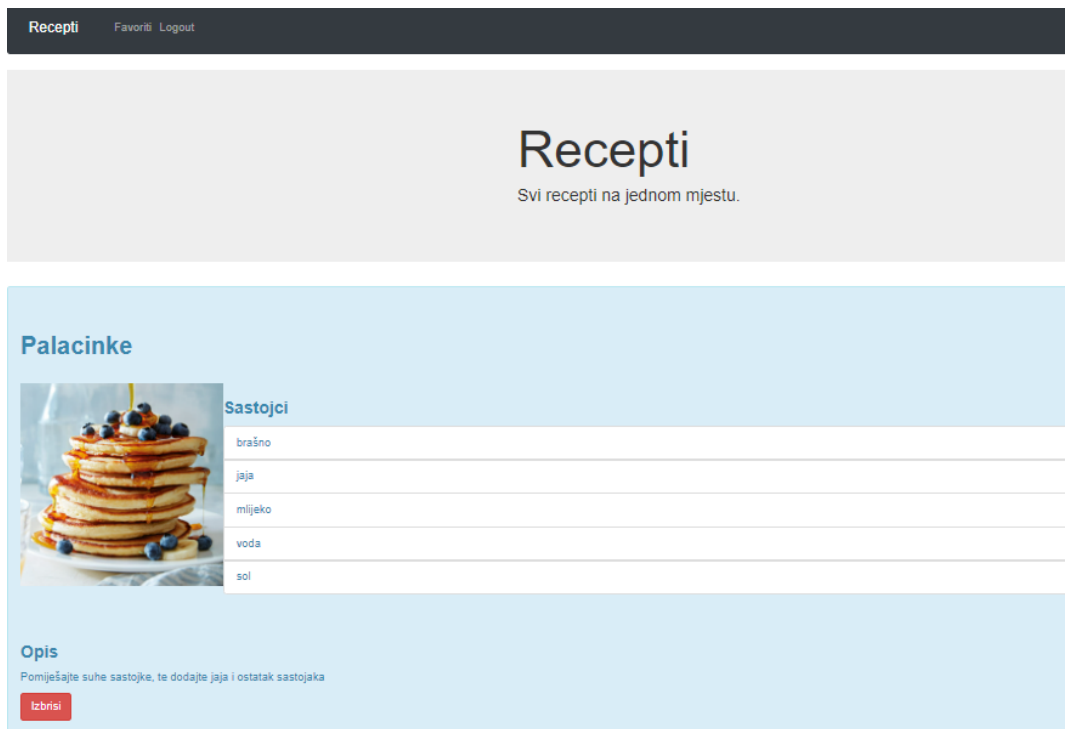 Recepti Favoriti Logout
Recepti
Svi recepti na jednom mjestu.
Palacinke
Sastojci
brašno
jaja
mlijeko
voda
sol
Opis
Pomiješajte suhe sastojke, te dodajte jaja i ostatak sastojaka
Izbrisi